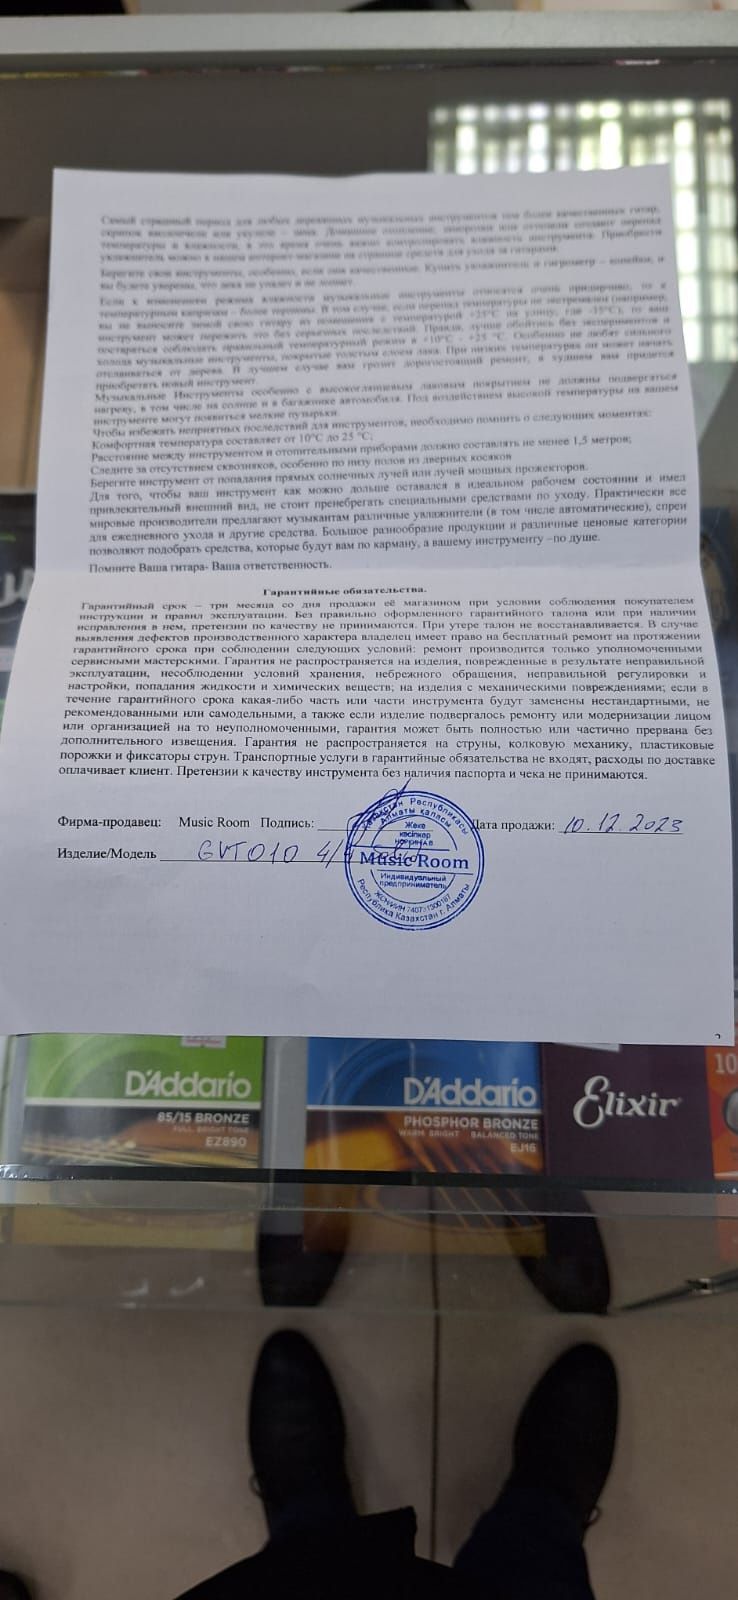 Самый страшный период для любых деревянных музыкальных инструментов тем более качественных гитар,
скрипок виолончели или укулеле – зима. Домашнее отопление, заморозки или оттепели создают перепад
температуры и влажности, в это время очень важно контролировать влажность инструмента. Приобрести
увлажнитель можно в нашем интернет-магазине на странице средств для ухода за гитарами.
Берегите свои инструменты, особенно, если они качественные. Купить увлажнитель и гигрометр – копейки, и
вы будете уверены, что дека не упадет и не лопнет.
Если к изменениям режима влажности музыкальные инструменты относятся очень придирчиво, то к
температурным капризам – более терпимы. В том случае, если перепад температуры не экстремален (например,
вы не выносите зимой свою гитару из помещения с температурой +25°C на улицу, где -35°C), то ваш
инструмент может пережить это без серьезных последствий. Правда, лучше обойтись без экспериментов и
постараться соблюдать правильный температурный режим в +10°C - +25 °C. Особенно не любят сильного
холода музыкальные инструменты, покрытые толстым слоем лака. При низких температурах он может начать
отслаиваться от дерева. В лучшем случае вам грозит дорогостоящий ремонт, в худшем вам придется
приобретать новый инструмент.
Музыкальные Инструменты особенно с высокоглянцевым лаковым покрытием не должны подвергаться
нагреву, в том числе на солнце и в багажнике автомобиля. Под воздействием высокой температуры на вашем
инструменте могут появиться мелкие пузырьки.
Чтобы избежать неприятных последствий для инструментов, необходимо помнить о следующих моментах:
Комфортная температура составляет от 10°C до 25 °C;
Расстояние между инструментом и отопительными приборами должно составлять не менее 1,5 метров;
Следите за отсутствием сквозняков, особенно по низу полов из дверных косяков
Берегите инструмент от попадания прямых солнечных лучей или лучей мощных прожекторов.
Для того, чтобы ваш инструмент как можно дольше оставался в идеальном рабочем состоянии и имел
привлекательный внешний вид, не стоит пренебрегать специальными средствами по уходу. Практически все
мировые производители предлагают музыкантам различные увлажнители (в том числе автоматические), спреи
для ежедневного ухода и другие средства. Большое разнообразие продукции и различные ценовые категории
позволяют подобрать средства, которые будут вам по карману, а вашему инструменту –по душе.
Помните Ваша гитара- Ваша ответственность.
Гарантийные обязательства.
Гарантийный срок – три месяца со дня продажи её магазином при условии соблюдения покупателем
инструкции и правил эксплуатации. Без правильно оформленного гарантийного талона или при наличии
исправления в нем, претензии по качеству не принимаются. При утере талон не восстанавливается. В случае
выявления дефектов производственного характера владелец имеет право на бесплатный ремонт на протяжении
гарантийного срока при соблюдении следующих условий: ремонт производится только уполномоченными
сервисными мастерскими. Гарантия не распространяется на изделия, поврежденные в результате неправильной
эксплуатации, несоблюдении условий хранения, небрежного обращения, неправильной регулировки и
настройки, попадания жидкости и химических веществ; на изделия с механическими повреждениями; если в
течение гарантийного срока какая-либо часть или части инструмента будут заменены нестандартными, не
рекомендованными или самодельными, а также если изделие подвергалось ремонту или модернизации лицом
или организацией на то неуполномоченными, гарантия может быть полностью или частично прервана без
дополнительного извещения. Гарантия не распространяется на струны, колковую механику, пластиковые
порожки и фиксаторы струн. Транспортные услуги в гарантийные обязательства не входят, расходы по доставке
оплачивает клиент. Претензии к качеству инструмента без наличия паспорта и чека не принимаются.
Фирма-продавец: Music Room Подпись: Дата продажи: 10.12.2023
Изделие/Модель GVT010 4/4
Қазақстан Республикасы
Алматы қаласы
Жеке
кәсіпкер
Music Room
Индивидуальный
предприниматель
Республика Казахстан г. Алматы
2
D'Addario
85/15 BRONZE
FULL, BRIGHT TONE
EZ890
D'Addario
PHOSPHOR BRONZE
WARM, BRIGHT BALANCED TONE
EJ16
Elixir
10